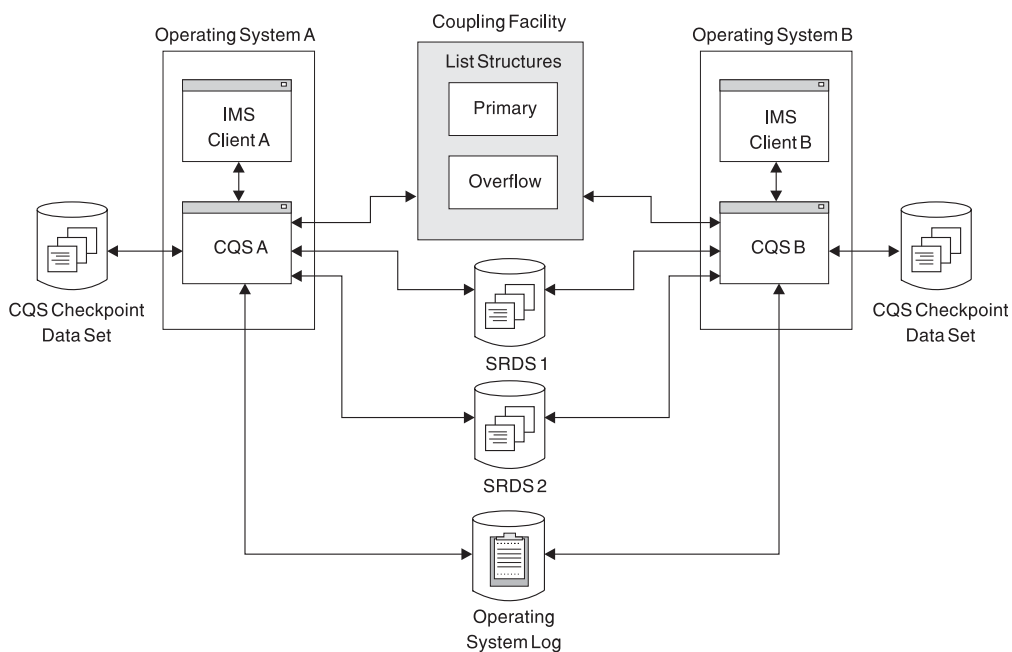 Coupling Facility
Operating System A
Operating System B
List Structures
Primary
Overflow
IMS
Client A
IMS
Client B
CQS A
CQS B
CQS Checkpoint
Data Set
CQS Checkpoint
Data Set
SRDS 1
SRDS 2
Operating
System Log